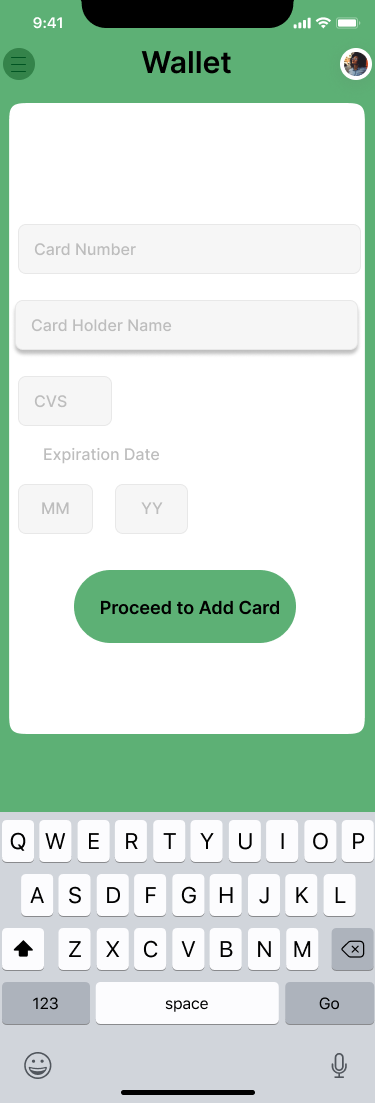 9:41
Wallet
Card Number
Card Holder Name
CVS
Expiration Date
MM YY
Proceed to Add Card
Q W E R T Y U I O P
A S D F G H J K L
Z X C V B N M
123 space Go